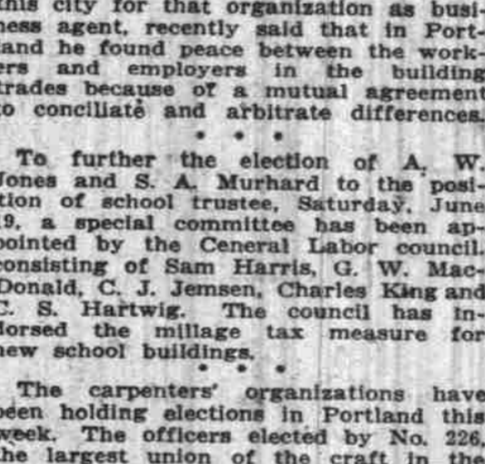 this city for that organization as busi-
ness agent, recently said that in Port-
land he found peace between the work-
ers and employers in the building
trades because of a mutual agreement
to conciliate and arbitrate differences.
* * *
To further the election of A. W.
Jones and S. A. Murhard to the posi-
tion of school trustee, Saturday, June
19, a special committee has been ap-
pointed by the Ceneral Labor council.
consisting of Sam Harris, G. W. Mac-
Donald, C. J. Jemsen, Charles King and
C. S. Hartwig. The council has in-
dorsed the millage tax measure for
new school buildings.
* * *
The carpenters' organizations have
been holding elections in Portland this
week. The officers elected by No. 226,
the largest union of the craft in the